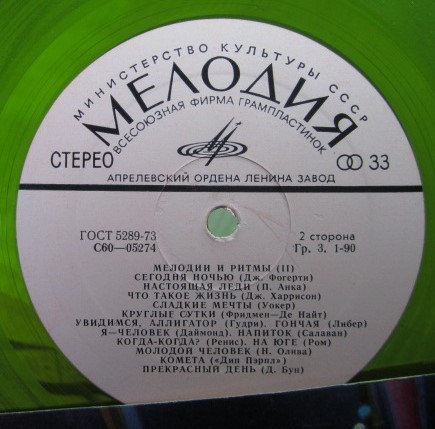 МИНИСТЕРСТВО КУЛЬТУРЫ СССР
МЕЛОДИЯ
ВСЕСОЮЗНАЯ ФИРМА ГРАМПЛАСТИНОК
СТЕРЕО 33
АПРЕЛЕВСКИЙ ОРДЕНА ЛЕНИНА ЗАВОД
ГОСТ 5289-73 2 сторона
С60—05274 Гр. 3. 1-90
МЕЛОДИИ И РИТМЫ (II)
СЕГОДНЯ НОЧЬЮ (Дж. Фогерти)
НАСТОЯЩАЯ ЛЕДИ (П. Анка)
ЧТО ТАКОЕ ЖИЗНЬ (Дж. Харрисон)
СЛАДКИЕ МЕЧТЫ (Уокер)
КРУГЛЫЕ СУТКИ (Фридмен—Де Найт)
УВИДИМСЯ, АЛЛИГАТОР (Гудри). ГОНЧАЯ (Либер)
Я—ЧЕЛОВЕК (Даймонд). НАПИТОК (Салаван)
КОГДА-КОГДА? (Ренис). НА ЮГЕ (Ром)
МОЛОДОЙ ЧЕЛОВЕК (Н. Олива)
КОМЕТА («Дип Пэрпл»)
ПРЕКРАСНЫЙ ДЕНЬ (Д. Бун)